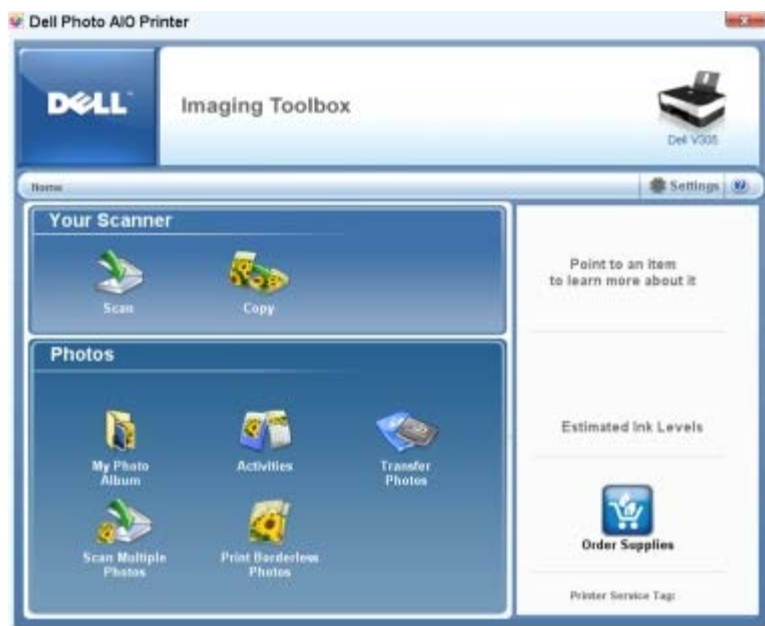 Dell Photo AIO Printer
DELL™
Imaging Toolbox
Dell V305
Home
Settings
?
Your Scanner
Scan
Copy
Point to an item
to learn more about it
Photos
My Photo
Album
Activities
Transfer
Photos
Scan Multiple
Photos
Print Borderless
Photos
Estimated Ink Levels
Order Supplies
Printer Service Tag: